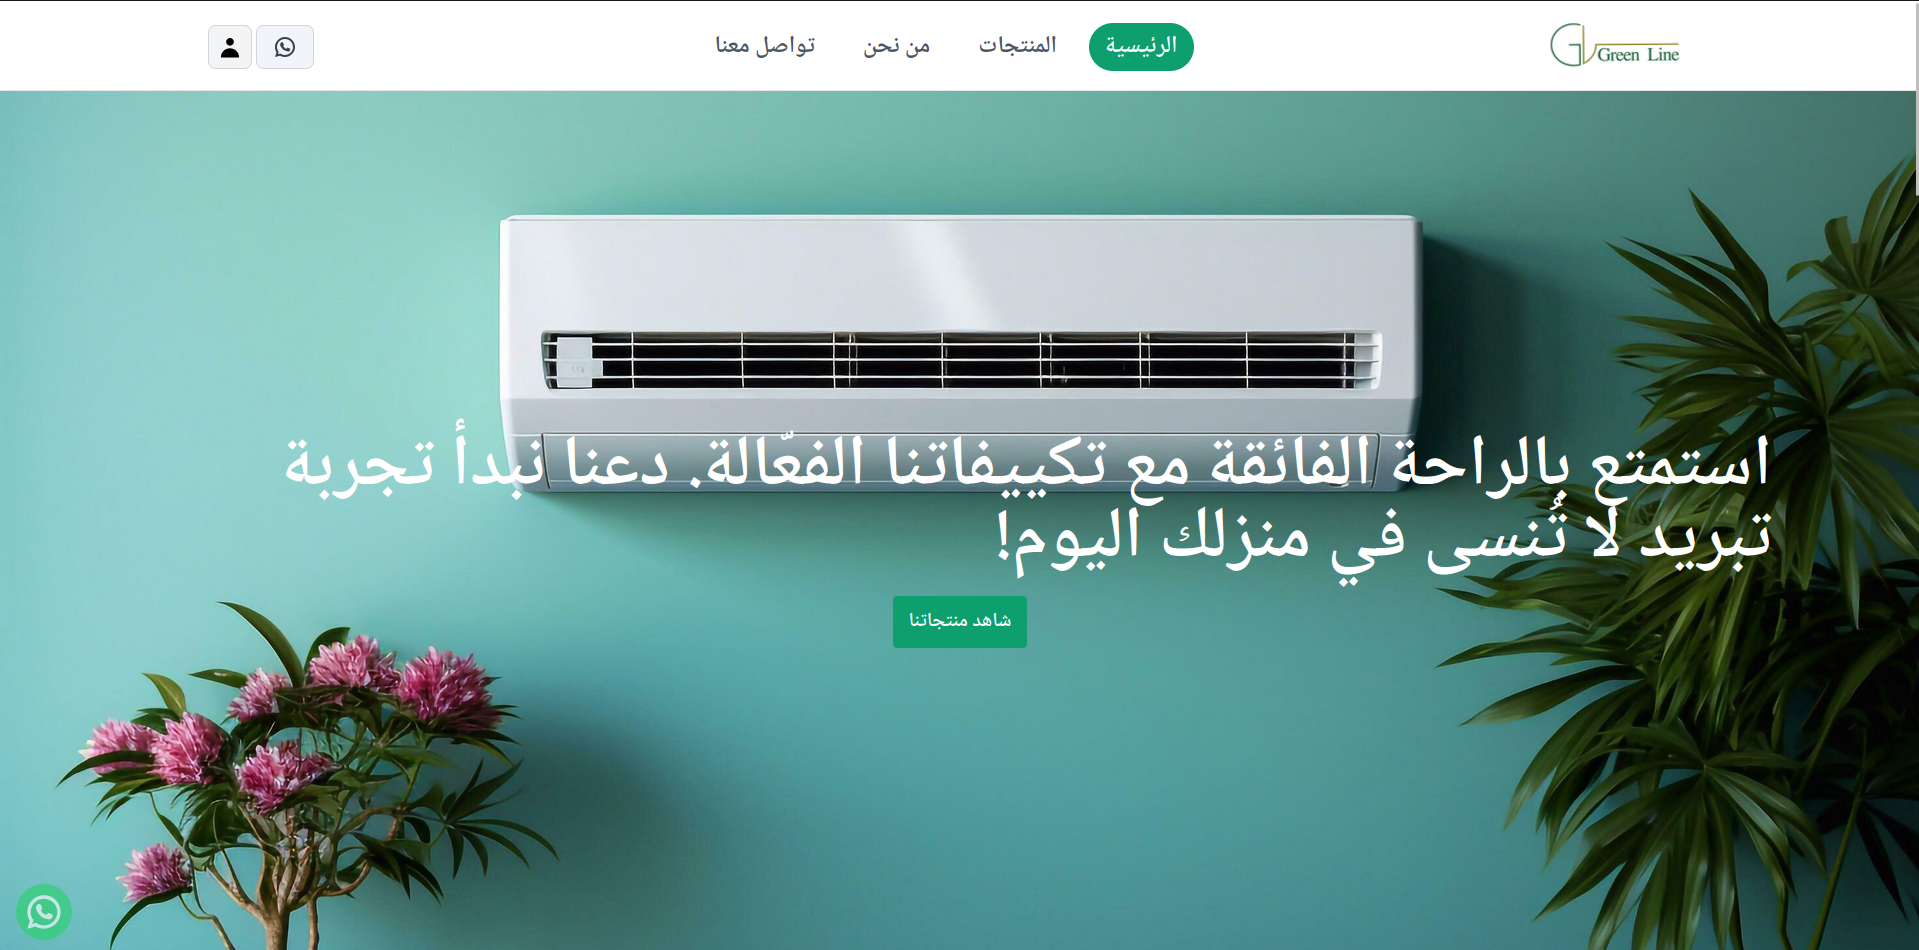 Green Line
الرئيسية
المنتجات
من نحن
تواصل معنا
استمتع بالراحة الفائقة مع تكييفاتنا الفعّالة. دعنا نبدأ تجربة
تبريد لا تُنسى في منزلك اليوم!
شاهد منتجاتنا